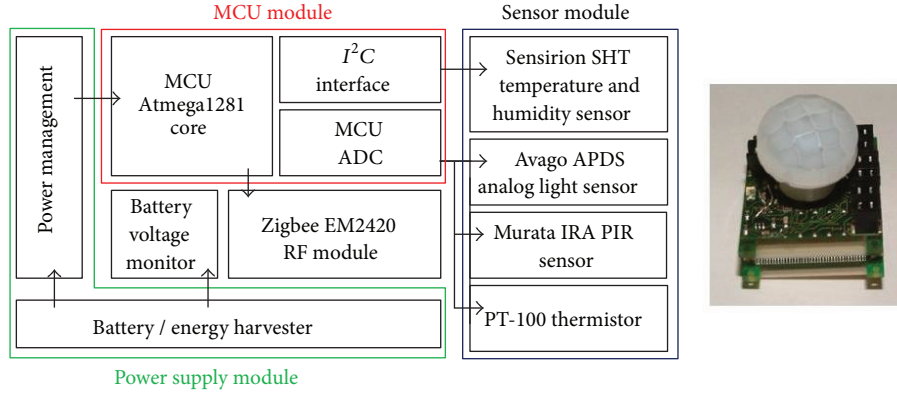 MCU module
Sensor module
Power management
MCU
Atmega1281
core
I²C
interface
MCU
ADC
Sensirion SHT
temperature and
humidity sensor
Avago APDS
analog light sensor
Battery
voltage
monitor
Zigbee EM2420
RF module
Murata IRA PIR
sensor
Battery / energy harvester
PT-100 thermistor
Power supply module